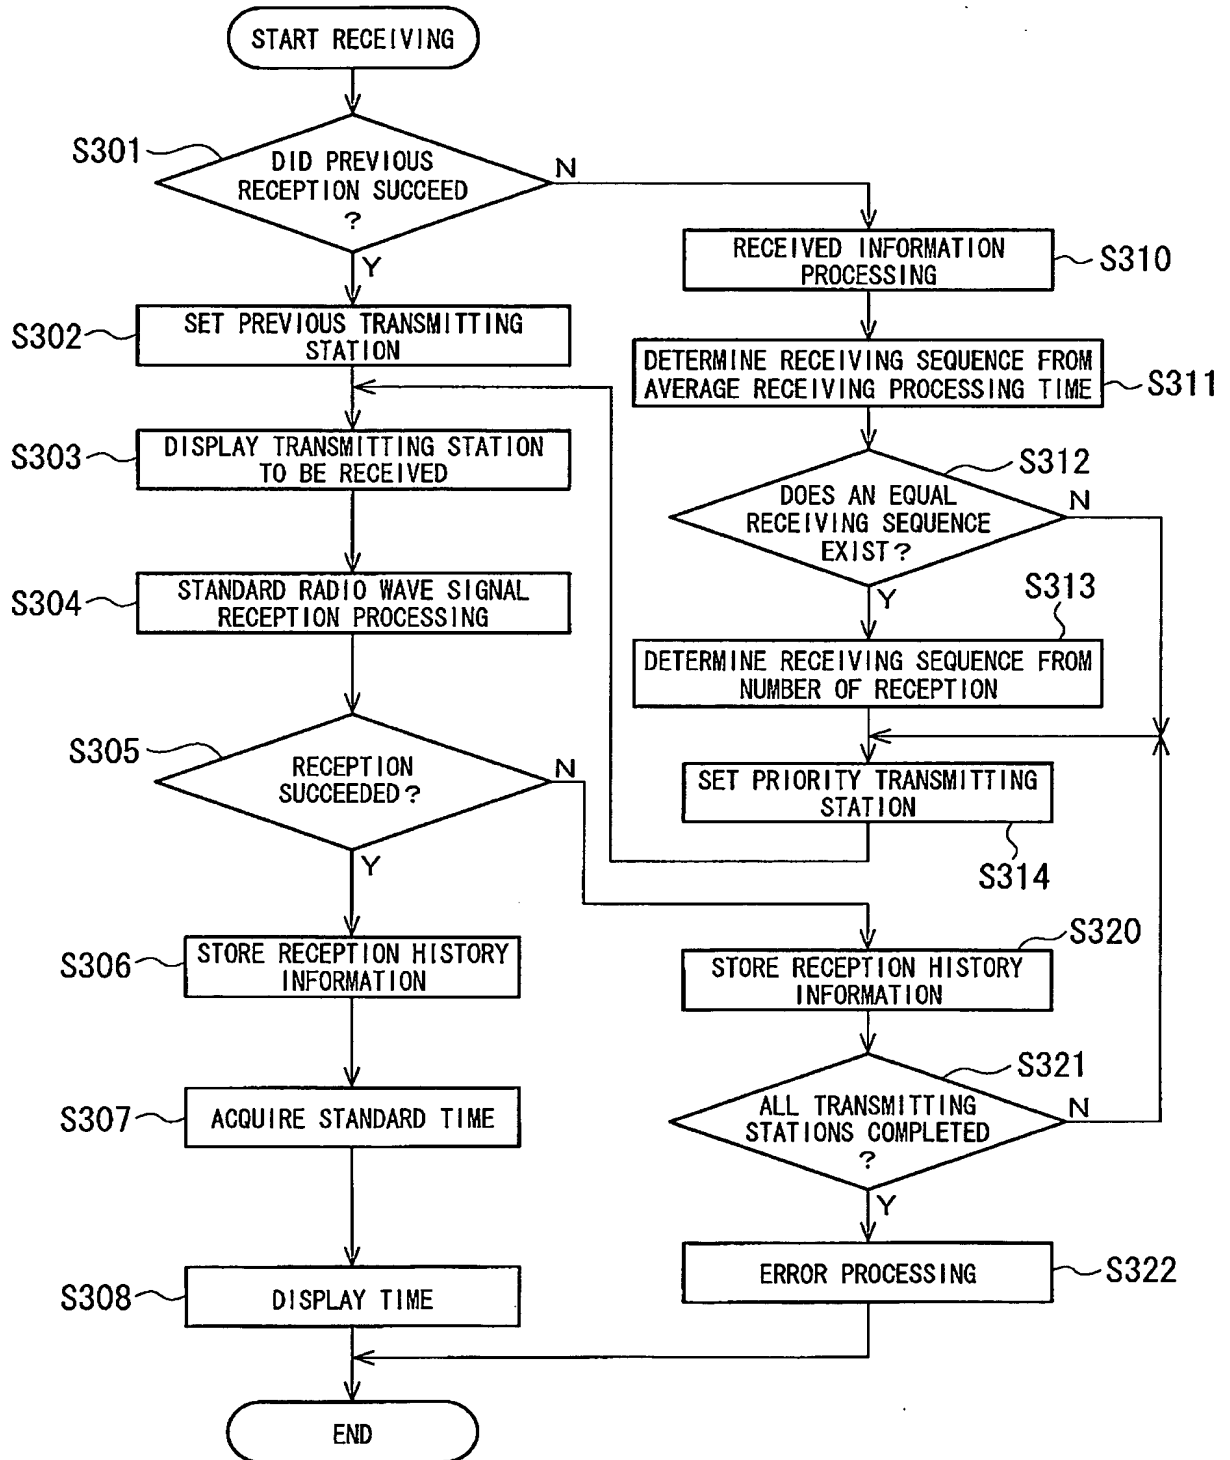 START RECEIVING
S301
DID PREVIOUS
RECEPTION SUCCEED
?
N
Y
S302
SET PREVIOUS TRANSMITTING
STATION
S303
DISPLAY TRANSMITTING STATION
TO BE RECEIVED
S304
STANDARD RADIO WAVE SIGNAL
RECEPTION PROCESSING
S305
RECEPTION
SUCCEEDED?
N
Y
S306
STORE RECEPTION HISTORY
INFORMATION
S307
ACQUIRE STANDARD TIME
S308
DISPLAY TIME
END
RECEIVED INFORMATION
PROCESSING
S310
DETERMINE RECEIVING SEQUENCE FROM
AVERAGE RECEIVING PROCESSING TIME
S311
S312
DOES AN EQUAL
RECEIVING SEQUENCE
EXIST?
N
Y
S313
DETERMINE RECEIVING SEQUENCE FROM
NUMBER OF RECEPTION
SET PRIORITY TRANSMITTING
STATION
S314
S320
STORE RECEPTION HISTORY
INFORMATION
S321
ALL TRANSMITTING
STATIONS COMPLETED
?
N
Y
ERROR PROCESSING
S322